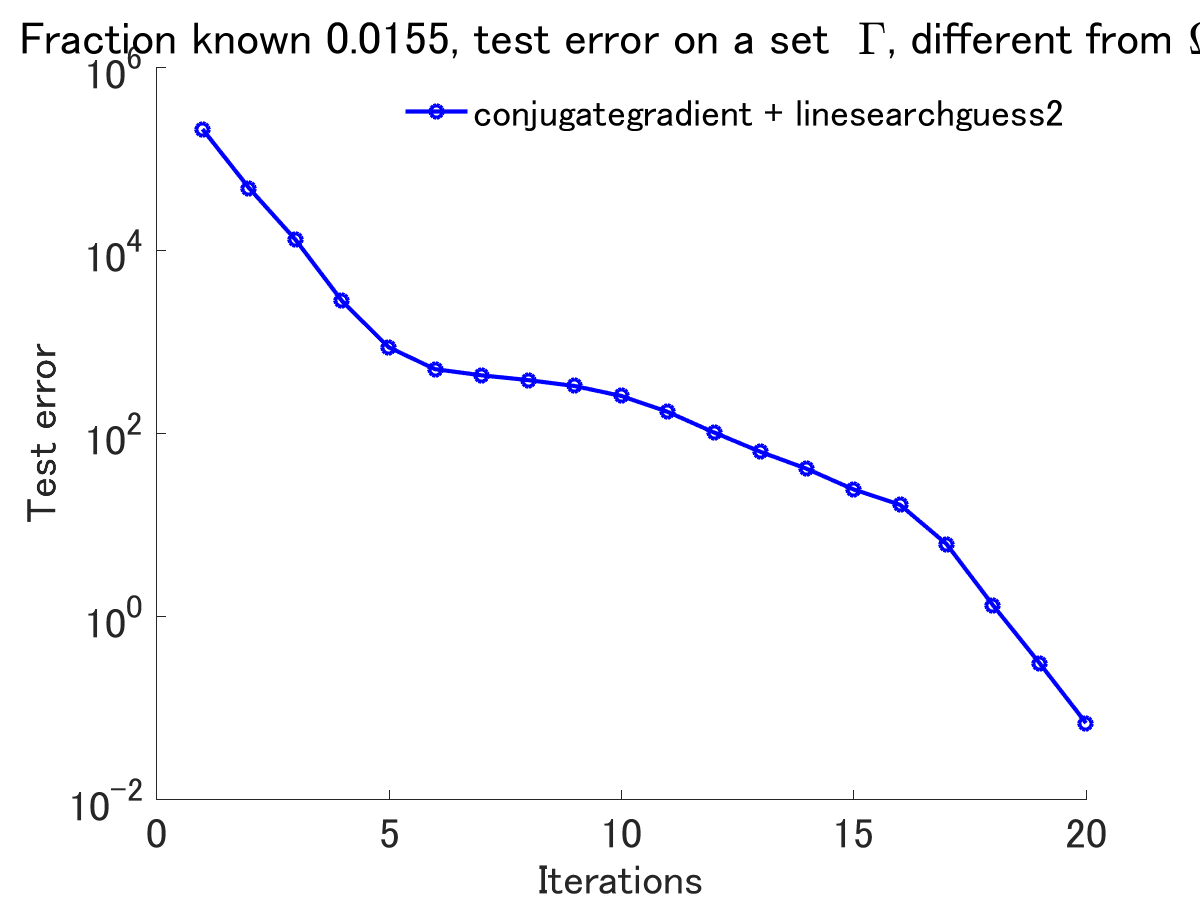 Fraction known 0.0155, test error on a set Γ, different from Ω
10^6
conjugategradient + linesearchguess2
10^4
10^2
10^0
10^-2
Test error
0 5 10 15 20
Iterations